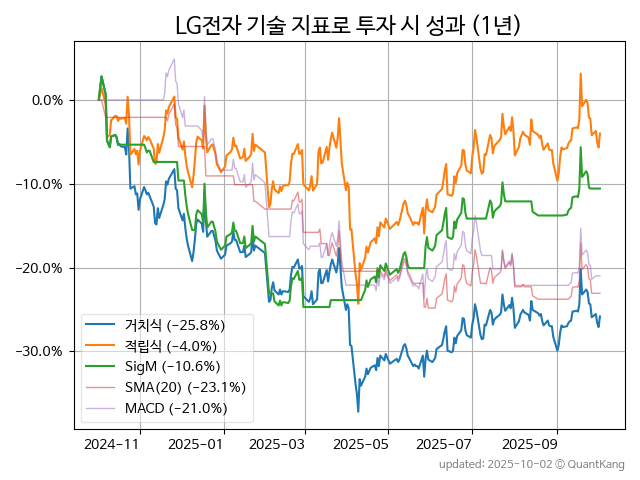 LG전자 기술 지표로 투자 시 성과 (1년)
0.0%
−10.0%
−20.0%
−30.0%
거치식 (−25.8%)
적립식 (−4.0%)
SigM (−10.6%)
SMA(20) (−23.1%)
MACD (−21.0%)
2024-11
2025-01
2025-03
2025-05
2025-07
2025-09
updated: 2025-10-02 © QuantKang